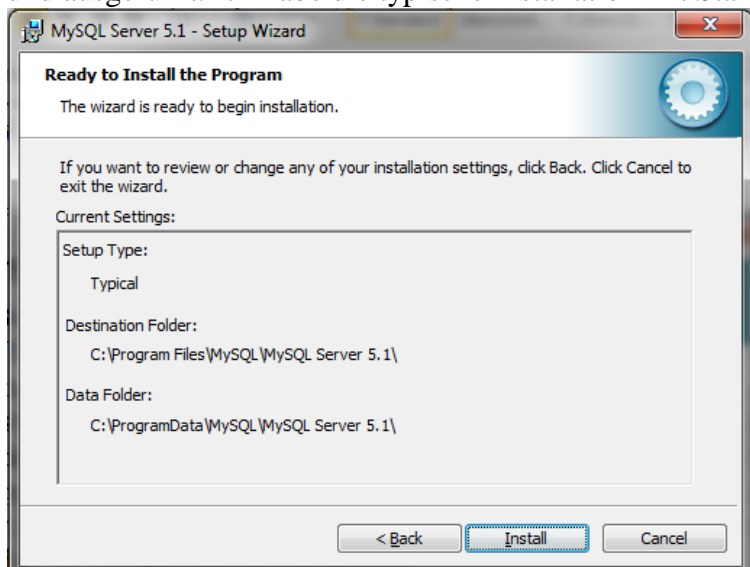 MySQL Server 5.1 - Setup Wizard
Ready to Install the Program
The wizard is ready to begin installation.
If you want to review or change any of your installation settings, click Back. Click Cancel to
exit the wizard.
Current Settings:
Setup Type:
Typical
Destination Folder:
C:\Program Files\MySQL\MySQL Server 5.1\
Data Folder:
C:\ProgramData\MySQL\MySQL Server 5.1\
< Back
Install
Cancel